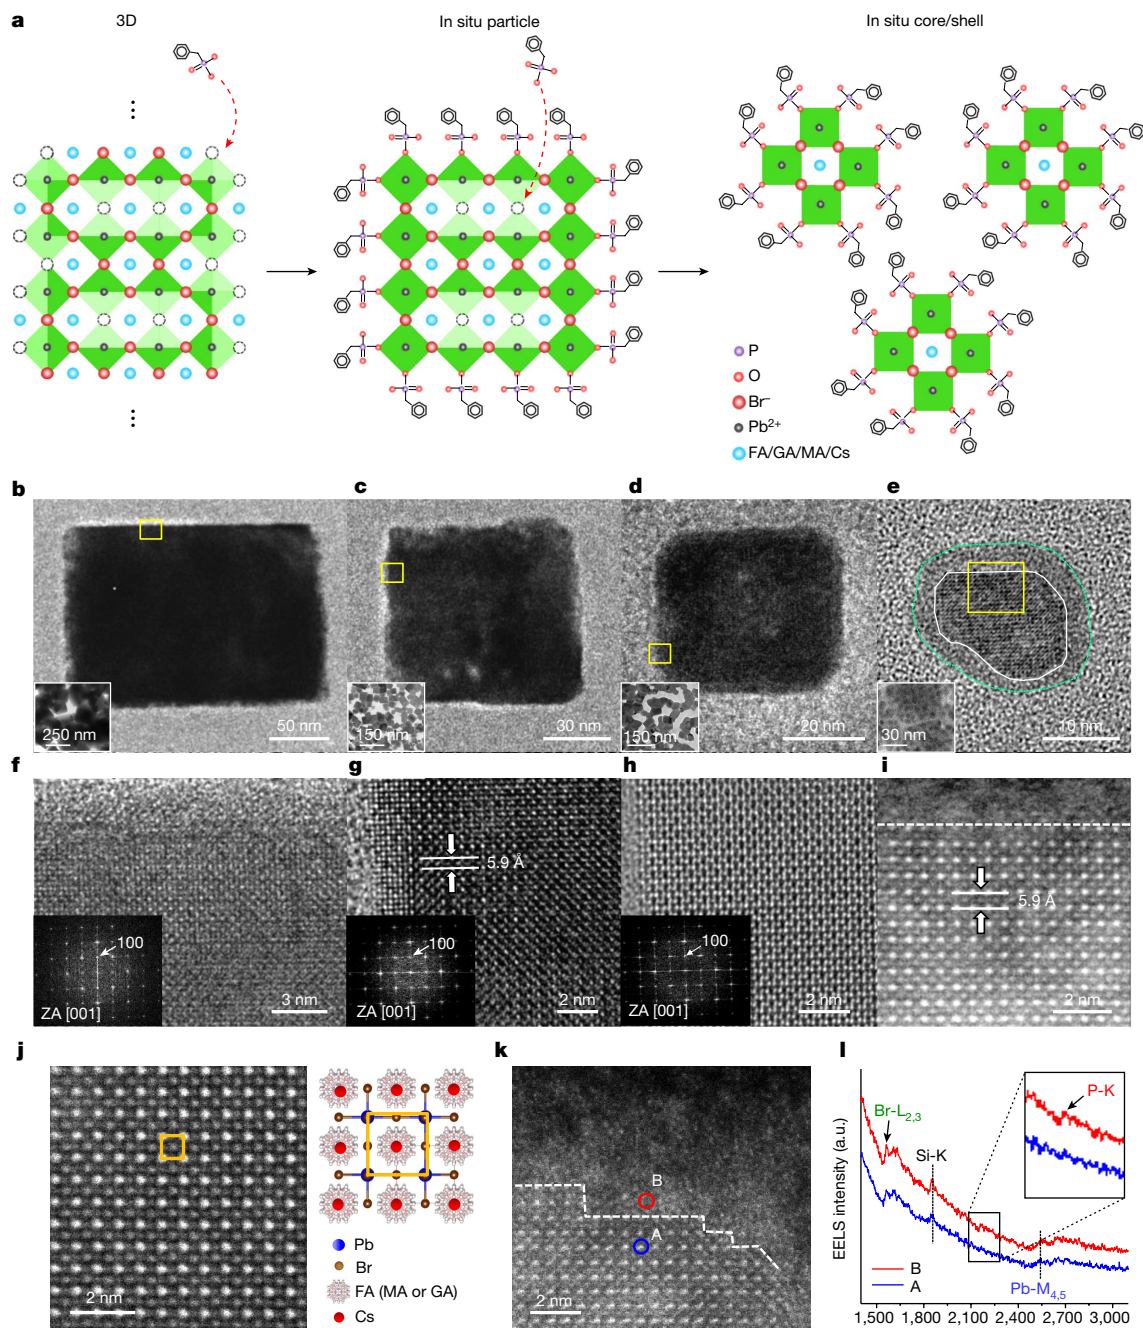 a
3D
In situ particle
In situ core/shell
P
O
Br⁻
Pb²⁺
FA/GA/MA/Cs
b
c
d
e
250 nm
50 nm
150 nm
30 nm
150 nm
20 nm
30 nm
10 nm
f
g
h
i
100
ZA [001]
3 nm
5.9 Å
100
ZA [001]
2 nm
100
ZA [001]
2 nm
5.9 Å
2 nm
j
2 nm
Pb
Br
FA (MA or GA)
Cs
k
B
A
2 nm
l
EELS intensity (a.u.)
Br-L₂,₃
Si-K
P-K
Pb-M₄,₅
B
A
1,500 1,800 2,100 2,400 2,700 3,000